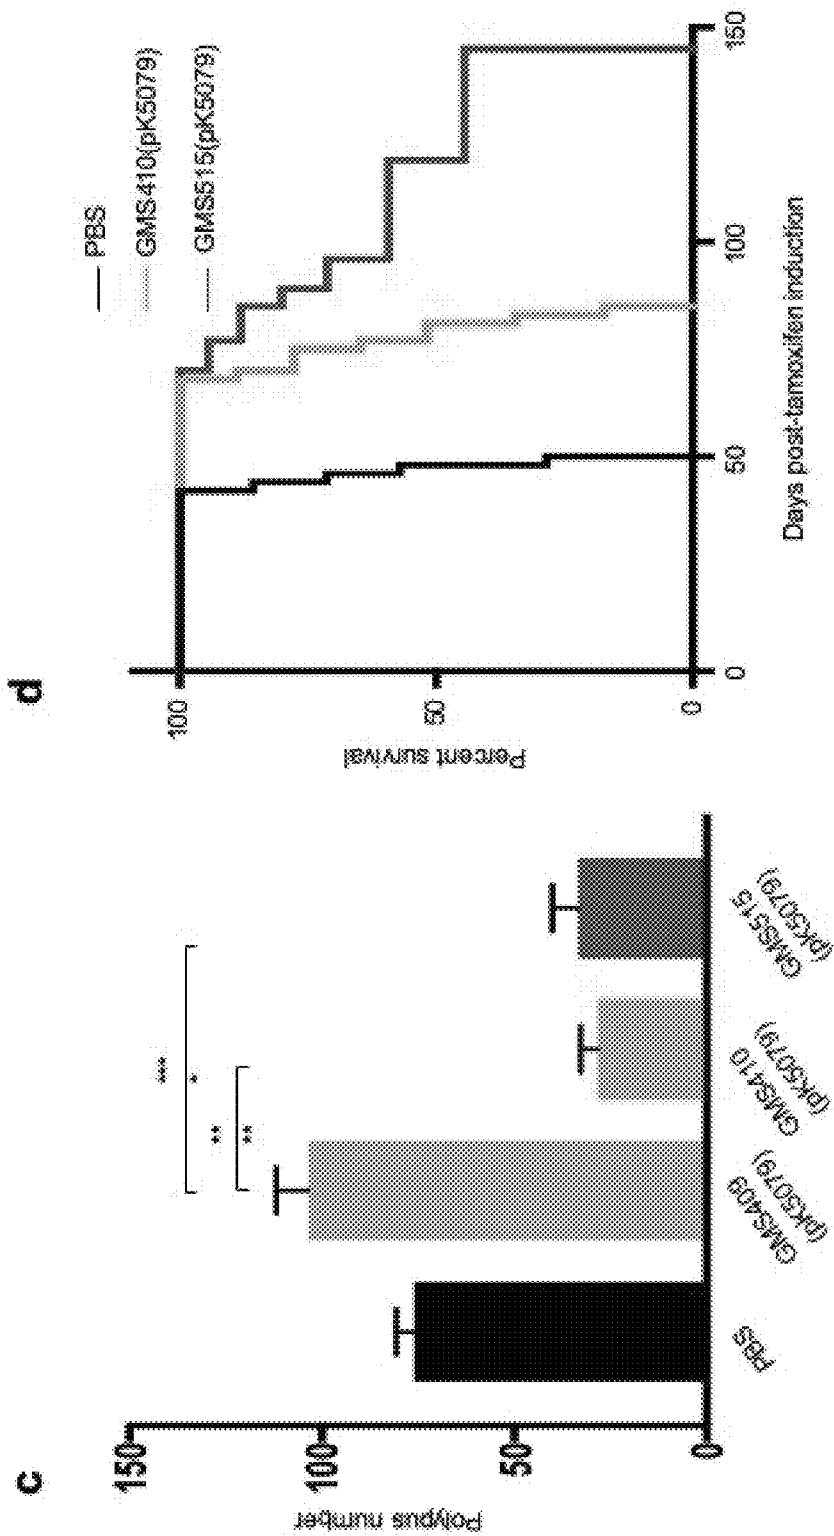 c
Polypus number
150
100
50
0
***
*
**
**
PBS
GMS409
(pK5079)
GMS410
(pK5079)
GMS515
(pK5079)
d
Percent survival
100
50
0
PBS
GMS410(pK5079)
GMS515(pK5079)
0
50
100
150
Days post-tamoxifen induction